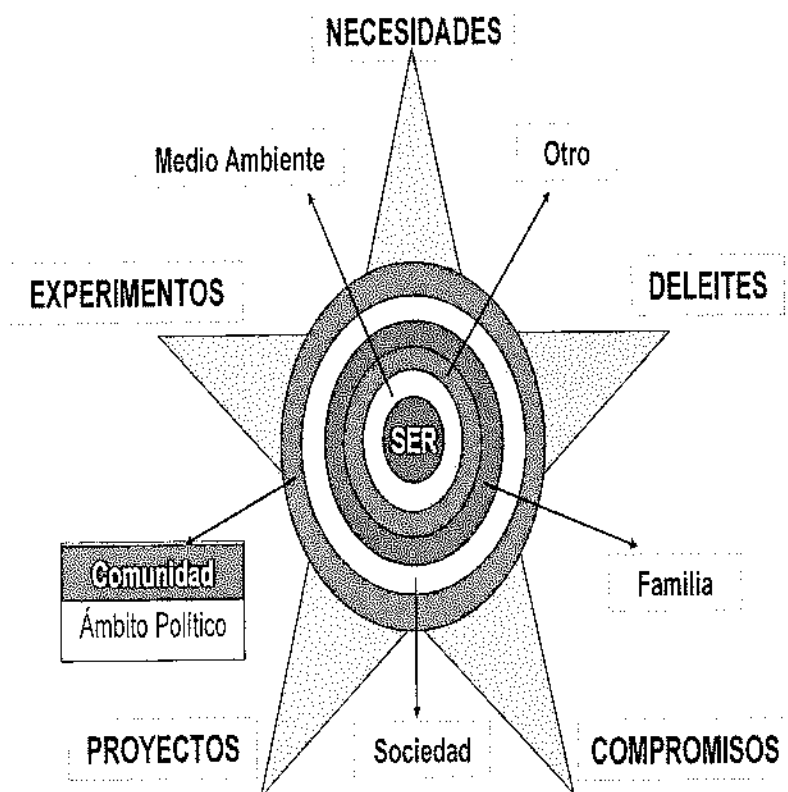 NECESIDADES
Medio Ambiente
Otro
EXPERIMENTOS
DELEITES
SER
Comunidad
Ámbito Político
Familia
PROYECTOS
Sociedad
COMPROMISOS